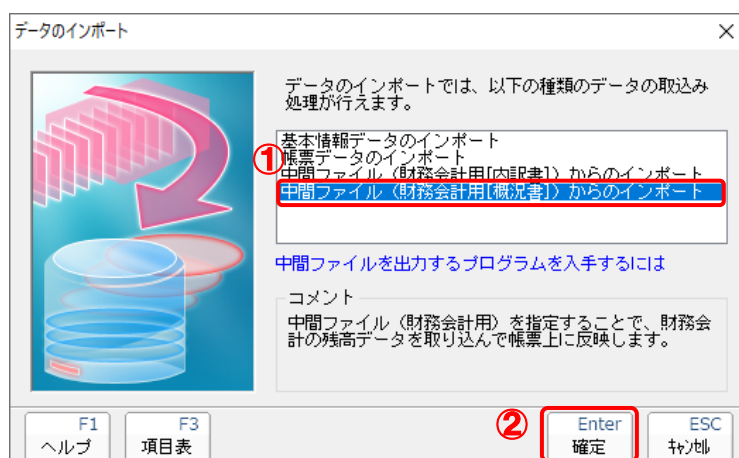 データのインポート
データのインポートでは、以下の種類のデータの取込み
処理が行えます。
①
基本情報データのインポート
帳票データのインポート
中間ファイル（財務会計用[内訳書]）からのインポート
中間ファイル（財務会計用[概況書]）からのインポート
中間ファイルを出力するプログラムを入手するには
コメント
中間ファイル（財務会計用）を指定することで、財務会
計の残高データを取り込んで帳票上に反映します。
②
F1
ヘルプ
F3
項目表
Enter
確定
ESC
ｷｬﾝｾﾙ